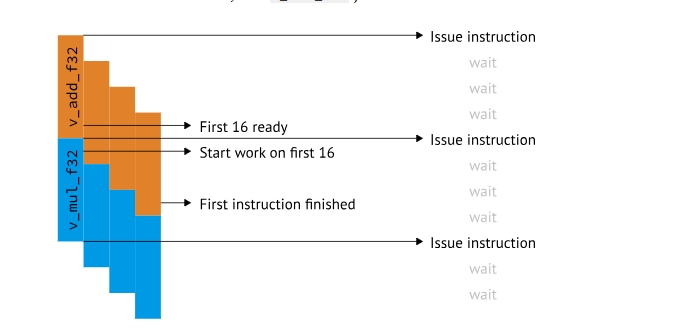 Issue instruction
wait
wait
wait
v_add_f32
First 16 ready
Issue instruction
Start work on first 16
wait
wait
v_mul_f32
First instruction finished
wait
Issue instruction
wait
wait